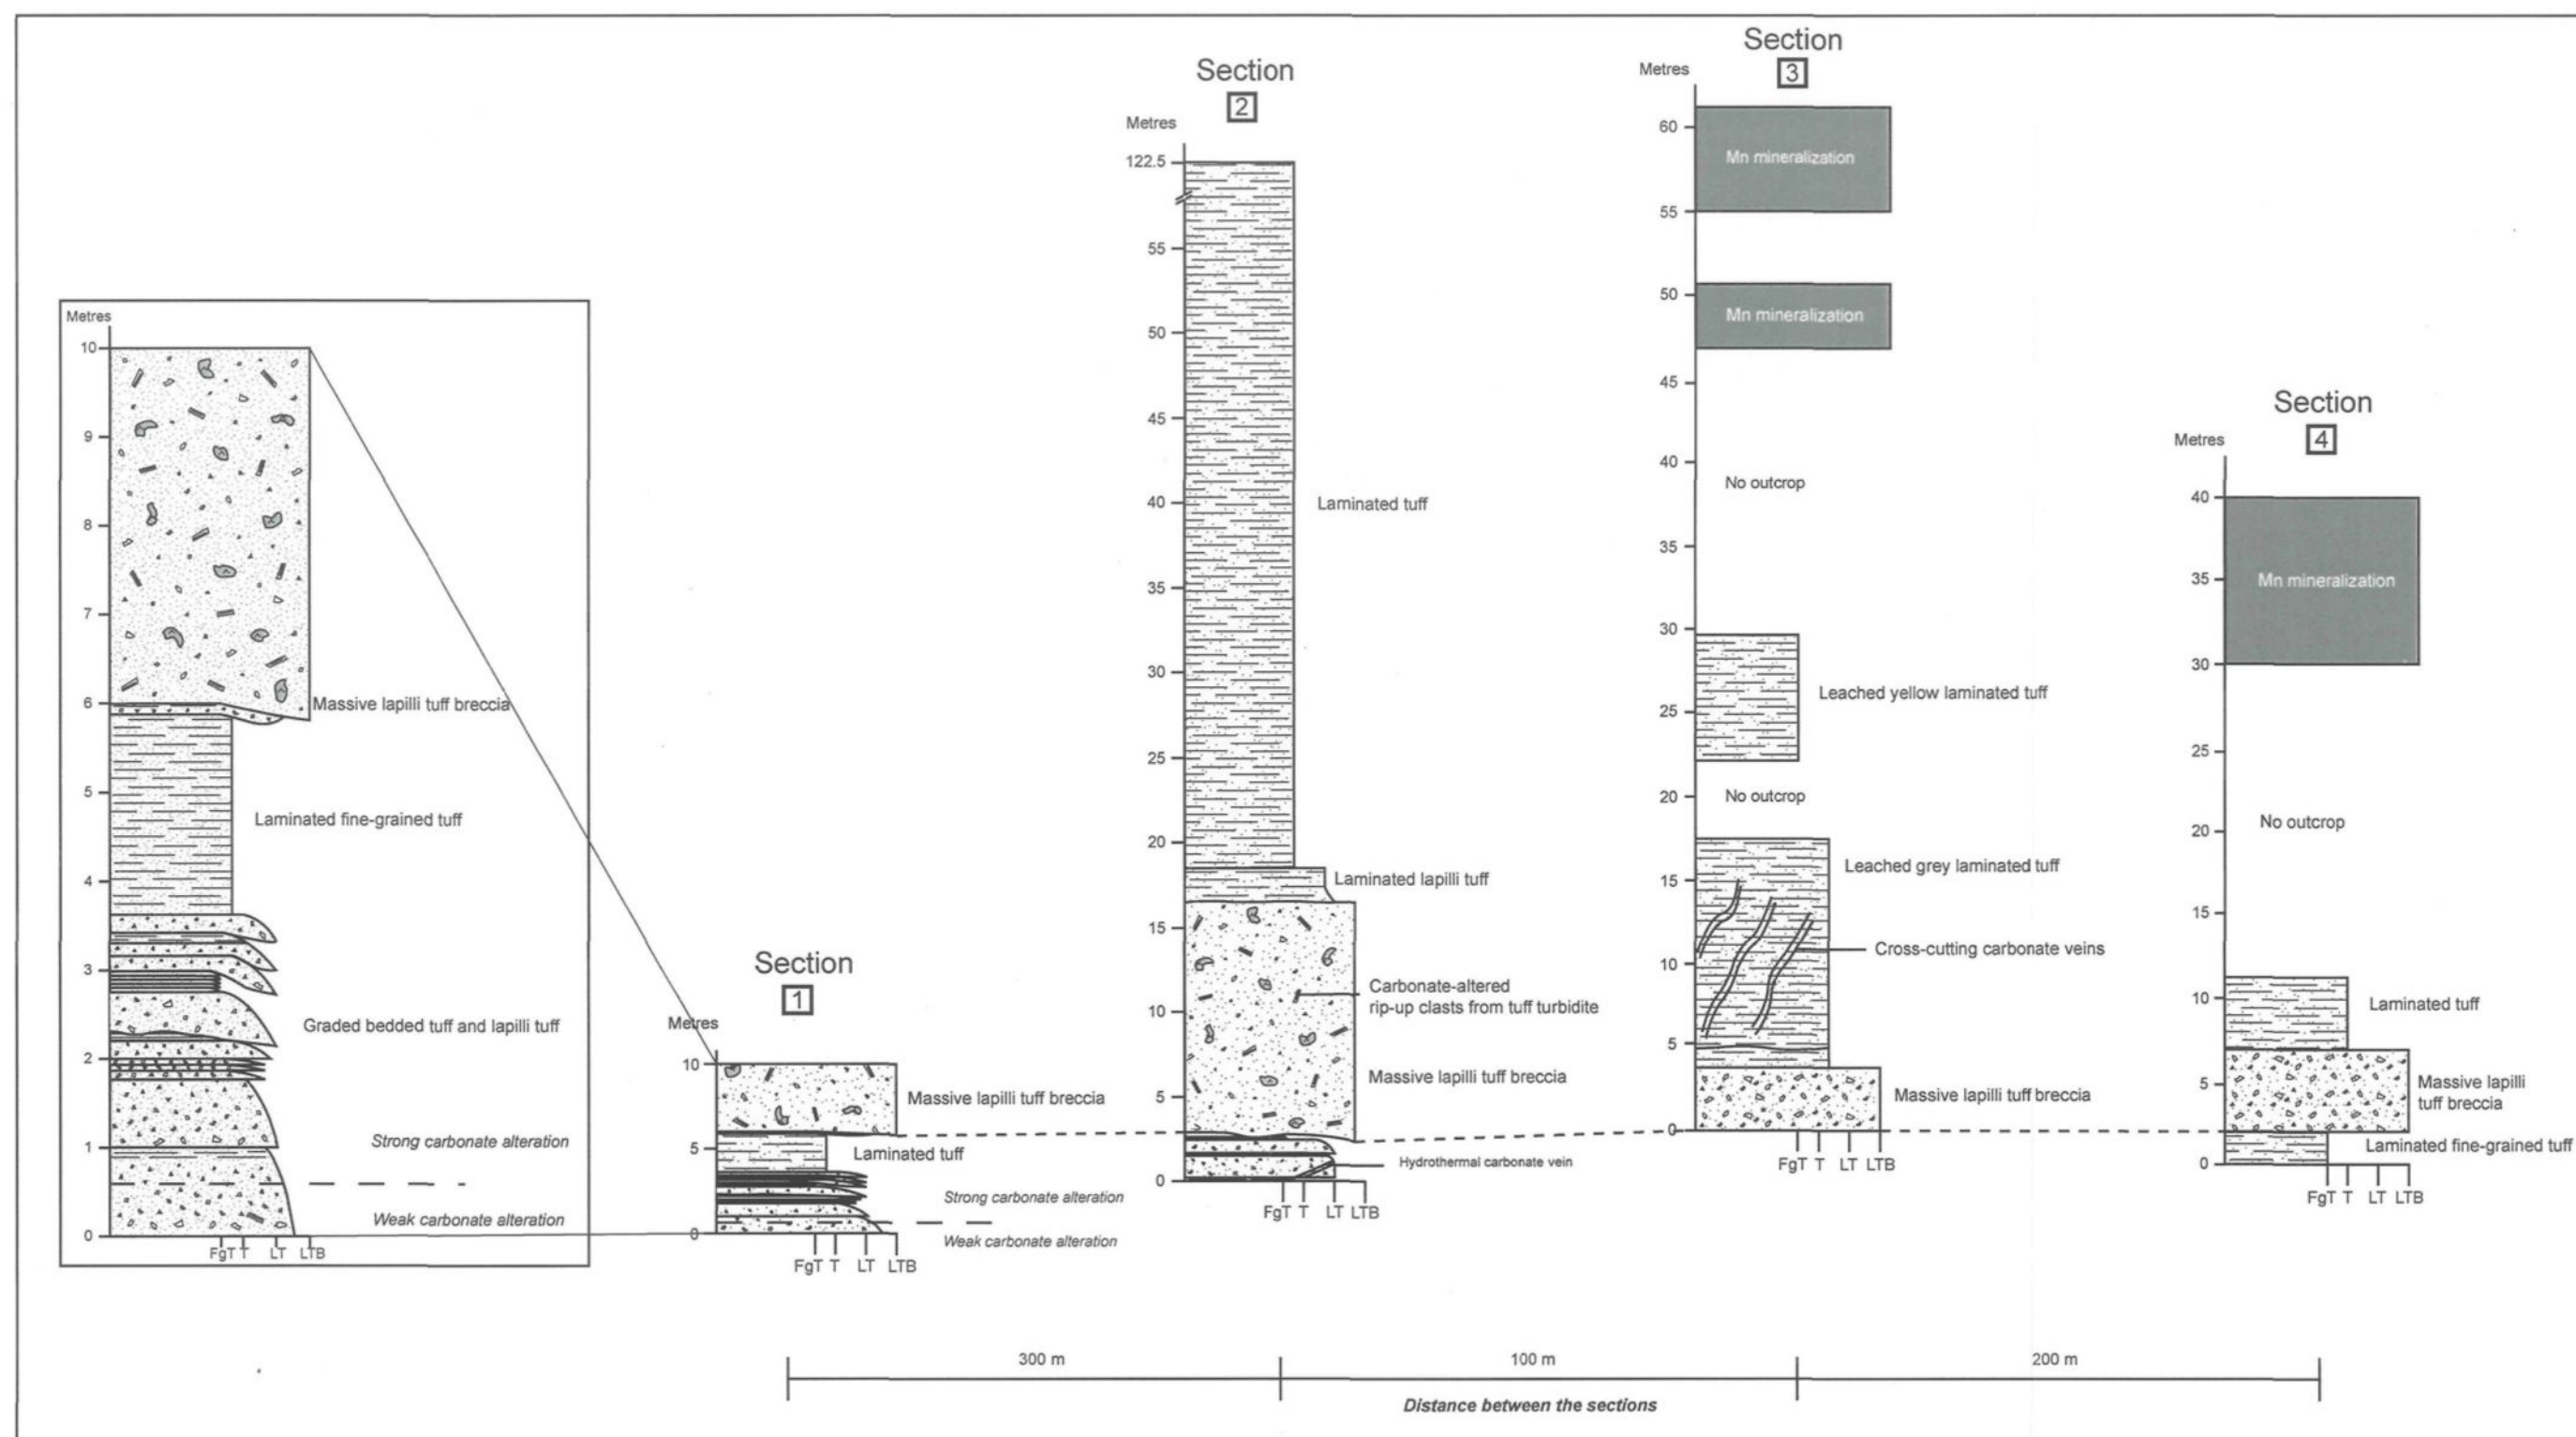 Metres
10
9
8
7
6
5
4
3
2
1
0
Massive lapilli tuff breccia
Laminated fine-grained tuff
Graded bedded tuff and lapilli tuff
Strong carbonate alteration
Weak carbonate alteration
FgT T LT LTB
Section
1
Metres
10
5
0
Massive lapilli tuff breccia
Laminated tuff
Strong carbonate alteration
Weak carbonate alteration
FgT T LT LTB
Section
2
Metres
122.5
55
50
45
40
35
30
25
20
15
10
5
0
Laminated tuff
Laminated lapilli tuff
Carbonate-altered
rip-up clasts from tuff turbidite
Massive lapilli tuff breccia
Hydrothermal carbonate vein
FgT T LT LTB
Section
3
Metres
60
55
50
45
40
35
30
25
20
15
10
5
0
Mn mineralization
Mn mineralization
No outcrop
Leached yellow laminated tuff
No outcrop
Leached grey laminated tuff
Cross-cutting carbonate veins
Massive lapilli tuff breccia
FgT T LT LTB
Section
4
Metres
40
35
30
25
20
15
10
5
0
Mn mineralization
No outcrop
Laminated tuff
Massive lapilli
tuff breccia
Laminated fine-grained tuff
FgT T LT LTB
300 m
100 m
200 m
Distance between the sections